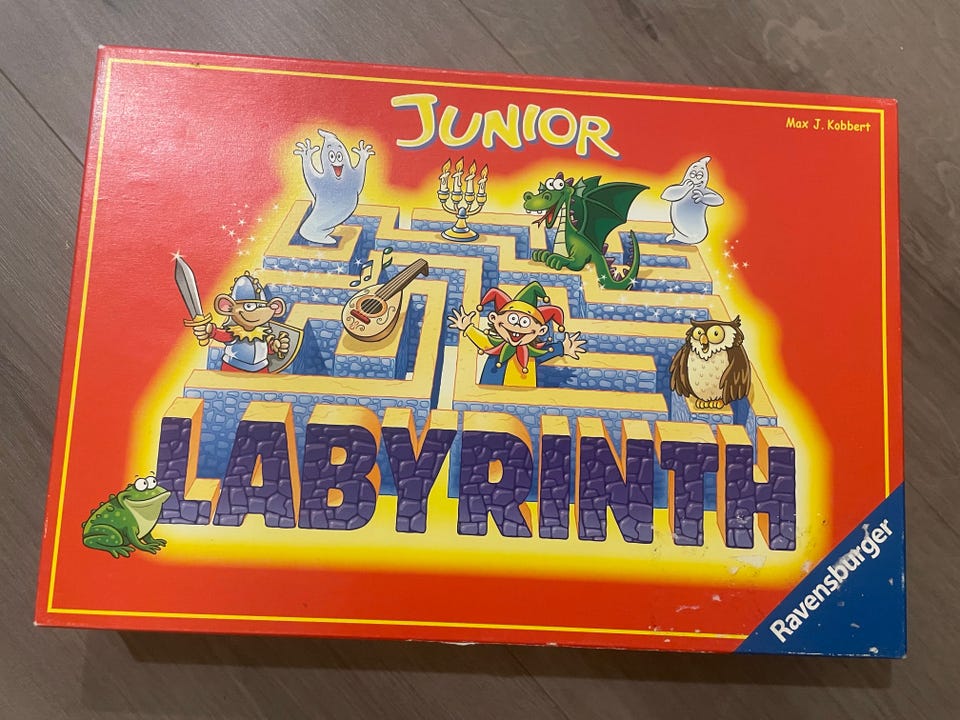 JUNIOR
Max J. Kobbert
LABYRINTH
Ravensburger